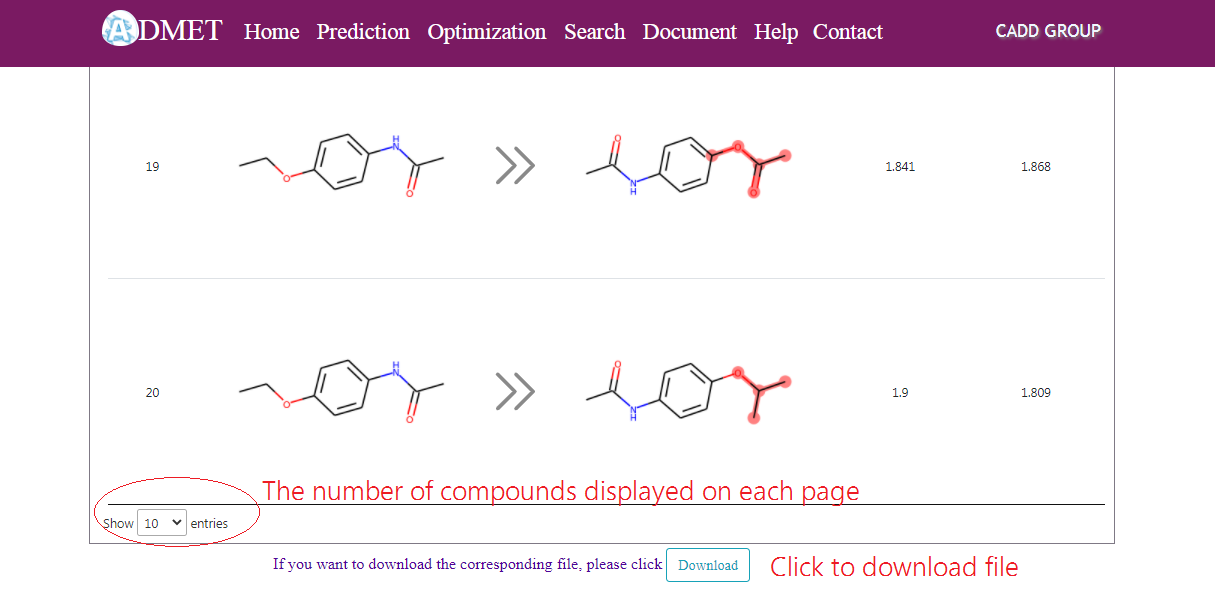 ADMET Home Prediction Optimization Search Document Help Contact CADD GROUP
H
N
O
O
O
N
H
O
O
19 1.841 1.868
H
N
O
O
O
N
H
O
20 1.9 1.809
The number of compounds displayed on each page
Show 10 entries
If you want to download the corresponding file, please click Download Click to download file